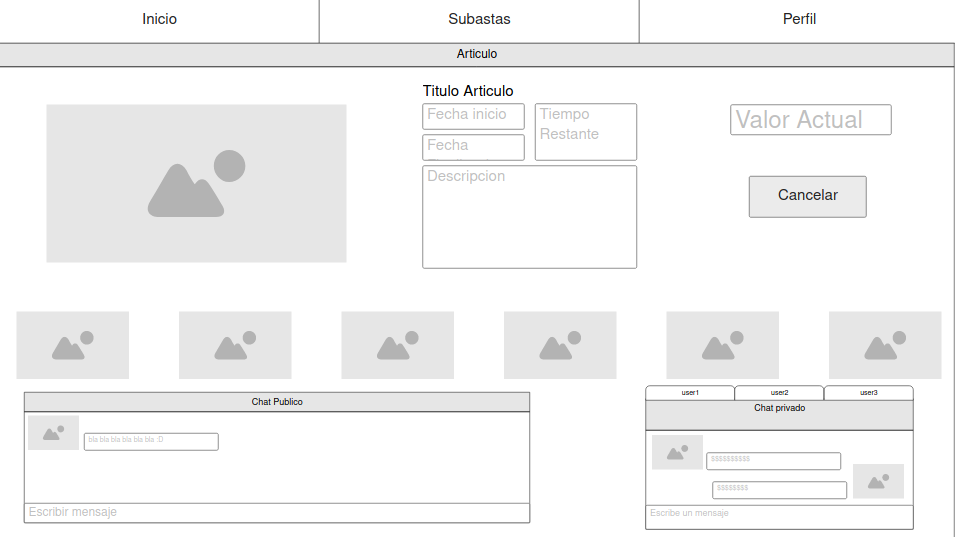 Inicio
Subastas
Perfil
Articulo
Titulo Articulo
Fecha inicio
Tiempo
Restante
Fecha
Descripcion
Valor Actual
Cancelar
Chat Publico
bla bla bla bla bla bla :D
Escribir mensaje
user1
user2
user3
Chat privado
$$$$$$$$$$
$$$$$$$$
Escribe un mensaje